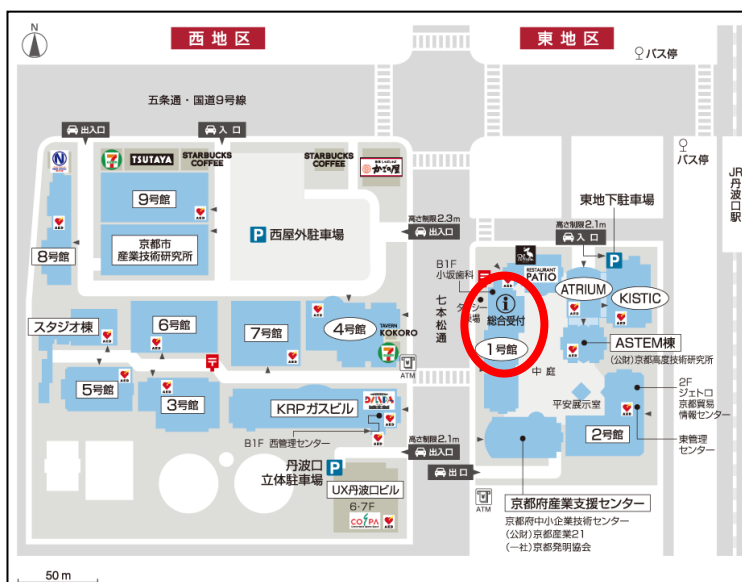 N
西地区
東地区
バス停
五条通・国道9号線
出入口
入口
TSUTAYA
STARBUCKS
COFFEE
STARBUCKS
COFFEE
かごの屋
バス停
JR丹波口駅
9号館
8号館
京都市
産業技術研究所
P 西屋外駐車場
高さ制限2.3m
出入口
東地下駐車場
高さ制限2.1m
入口
P
B1F
小坂歯科
RESTAURANT
PATIO
ATRIUM
KISTIC
七本松通
総合受付
1号館
中庭
ASTEM棟
(公財)京都高度技術研究所
スタジオ棟
6号館
7号館
4号館
TAVERN
KOKORO
ATM
5号館
3号館
KRPガスビル
B1F 西管理センター
平安展示室
2号館
2F
ジェトロ
京都貿易
情報センター
東管理
センター
高さ制限2.1m
出入口
出口
丹波口
立体駐車場
P
UX丹波口ビル
6・7F
COSPA
ATM
京都府産業支援センター
京都府中小企業技術センター
(公財)京都産業21
(一社)京都発明協会
50 m